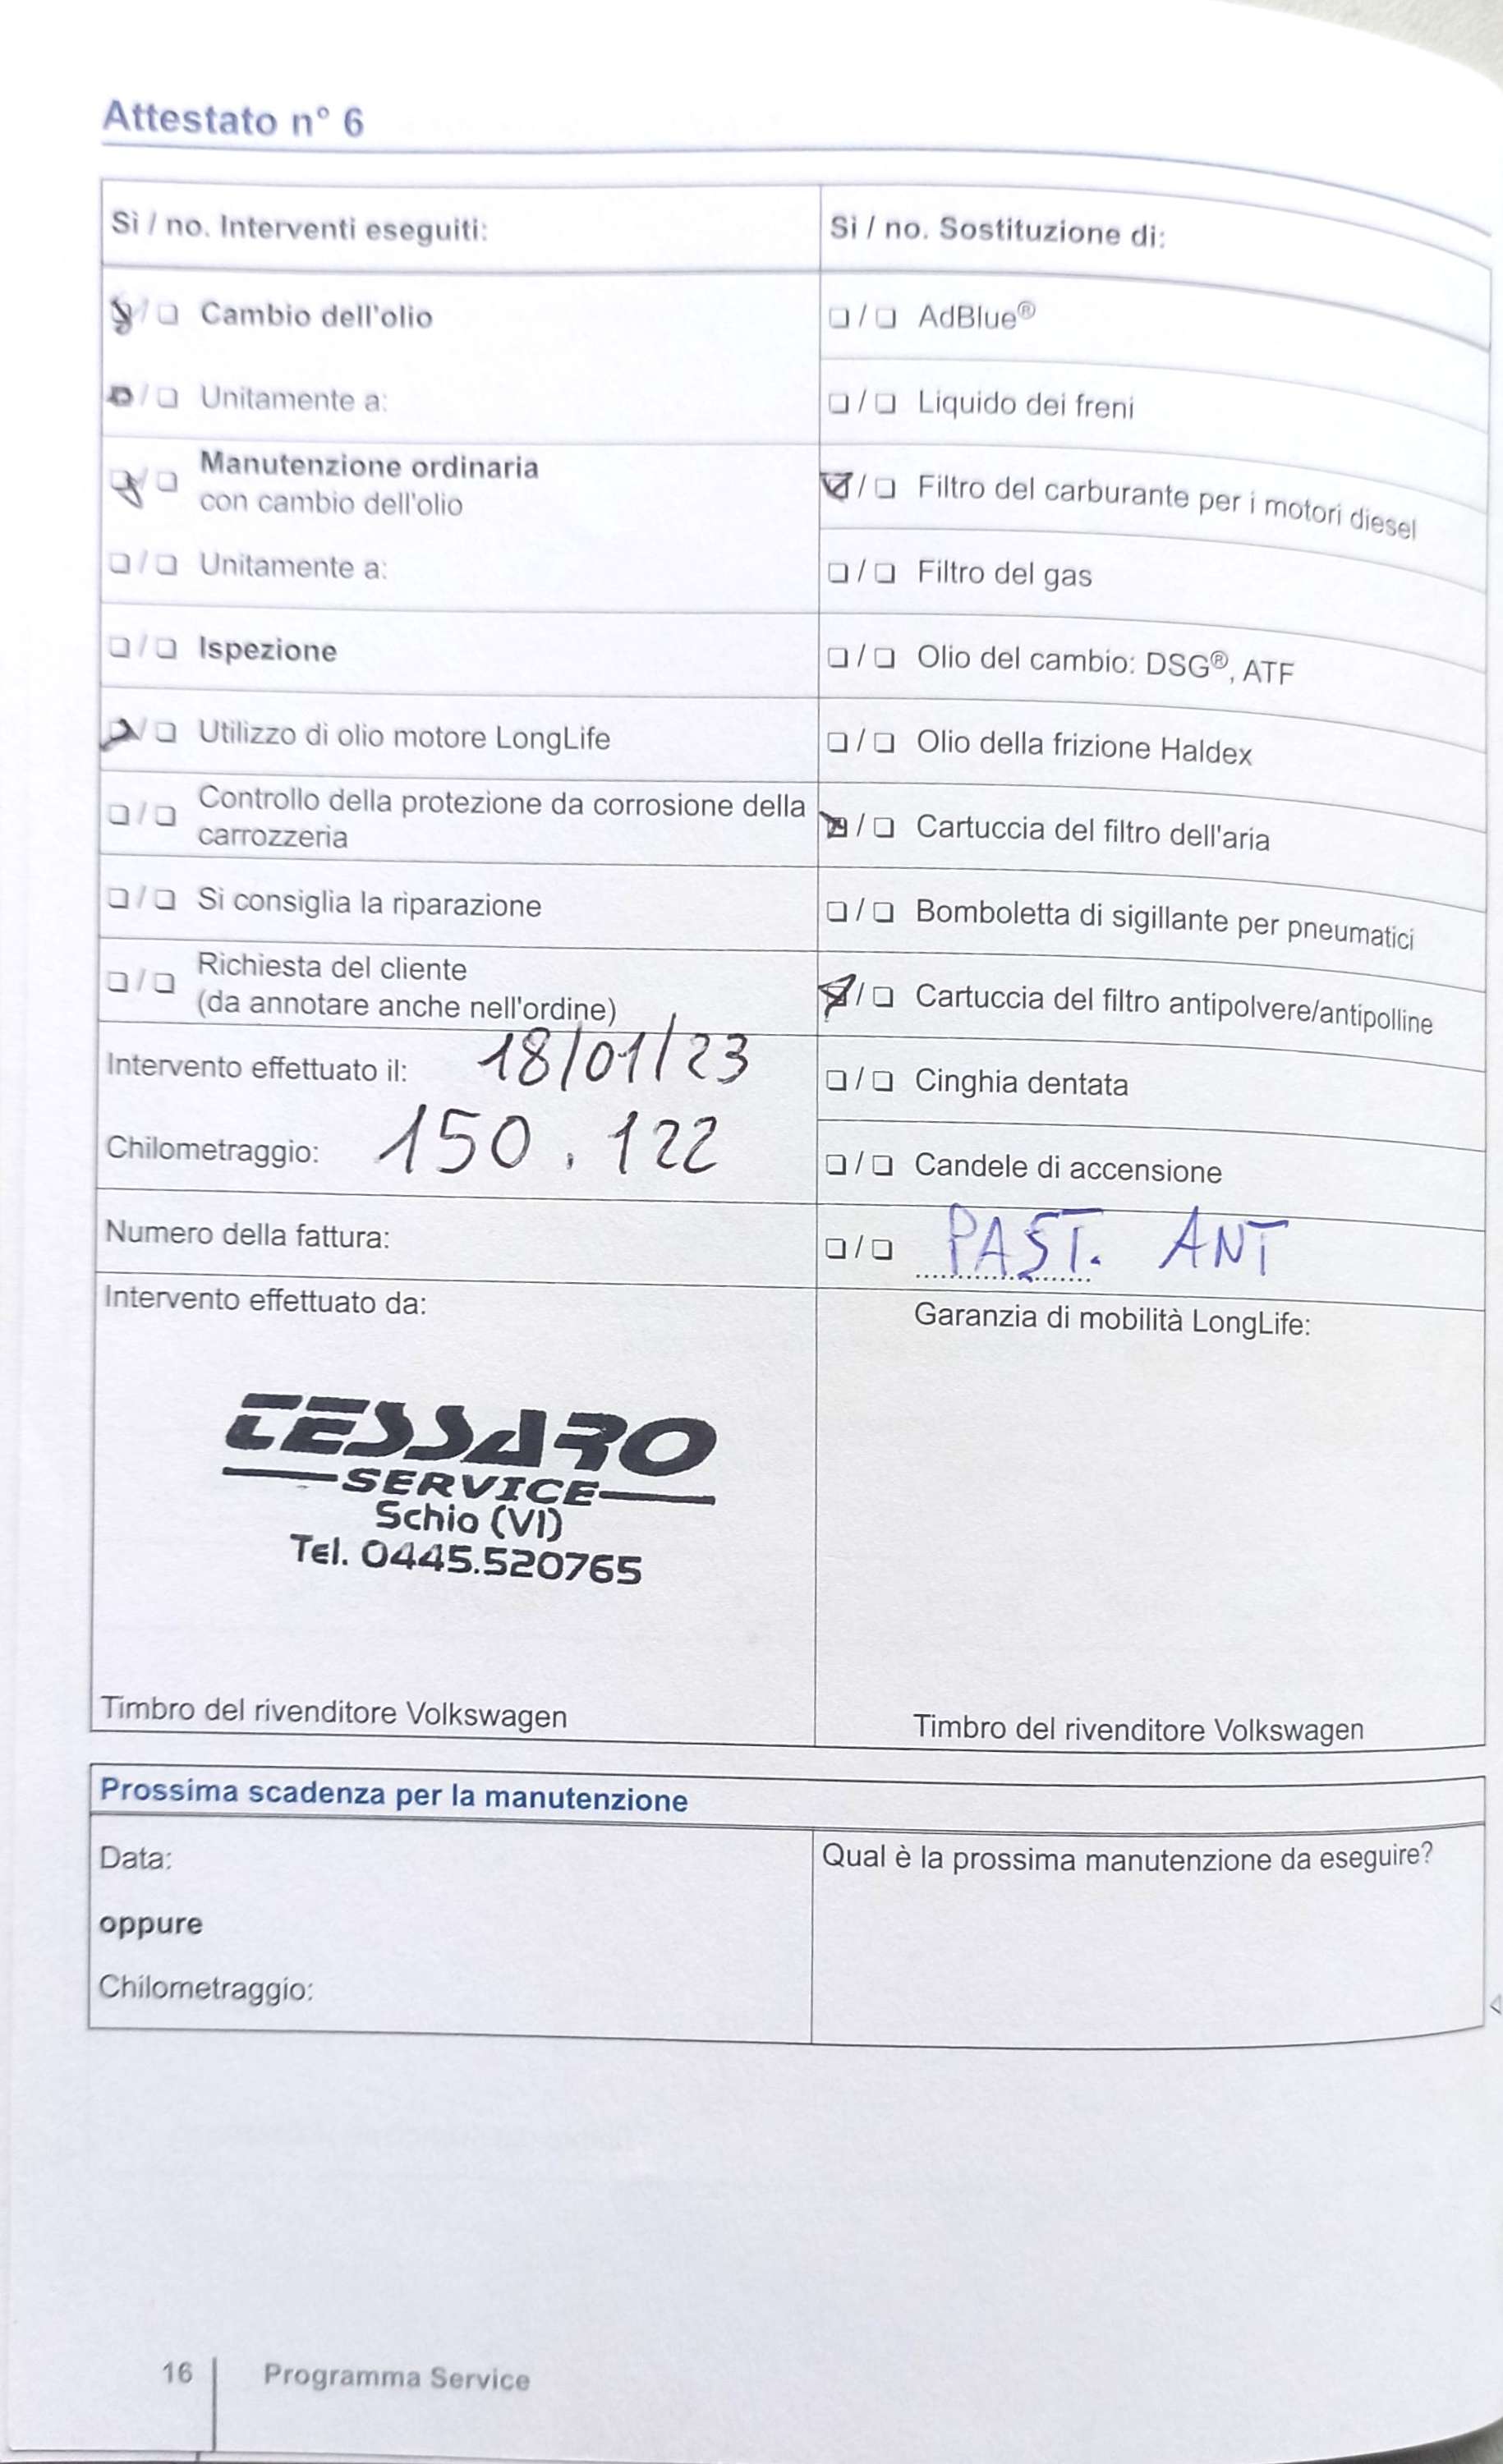 Attestato n° 6
Sì / no. Interventi eseguiti:
Sì / no. Sostituzione di:
/ ❏ Cambio dell'olio
❏ / ❏ AdBlue®
❏ / ❏ Unitamente a:
❏ / ❏ Liquido dei freni
❏ / ❏ Manutenzione ordinaria
con cambio dell'olio
☑ / ❏ Filtro del carburante per i motori diesel
❏ / ❏ Unitamente a:
❏ / ❏ Filtro del gas
❏ / ❏ Ispezione
❏ / ❏ Olio del cambio: DSG®, ATF
❏ / ❏ Utilizzo di olio motore LongLife
❏ / ❏ Olio della frizione Haldex
❏ / ❏ Controllo della protezione da corrosione della
carrozzeria
❏ / ❏ Cartuccia del filtro dell'aria
❏ / ❏ Si consiglia la riparazione
❏ / ❏ Bomboletta di sigillante per pneumatici
❏ / ❏ Richiesta del cliente
(da annotare anche nell'ordine)
❏ / ❏ Cartuccia del filtro antipolvere/antipolline
Intervento effettuato il: 18/01/23
❏ / ❏ Cinghia dentata
Chilometraggio: 150.122
❏ / ❏ Candele di accensione
Numero della fattura:
❏ / ❏ PAST. ANT
Intervento effettuato da:
Garanzia di mobilità LongLife:
TESSARO
SERVICE
Schio (VI)
Tel. 0445.520765
Timbro del rivenditore Volkswagen
Timbro del rivenditore Volkswagen
Prossima scadenza per la manutenzione
Data:
Qual è la prossima manutenzione da eseguire?
oppure
Chilometraggio:
16 Programma Service